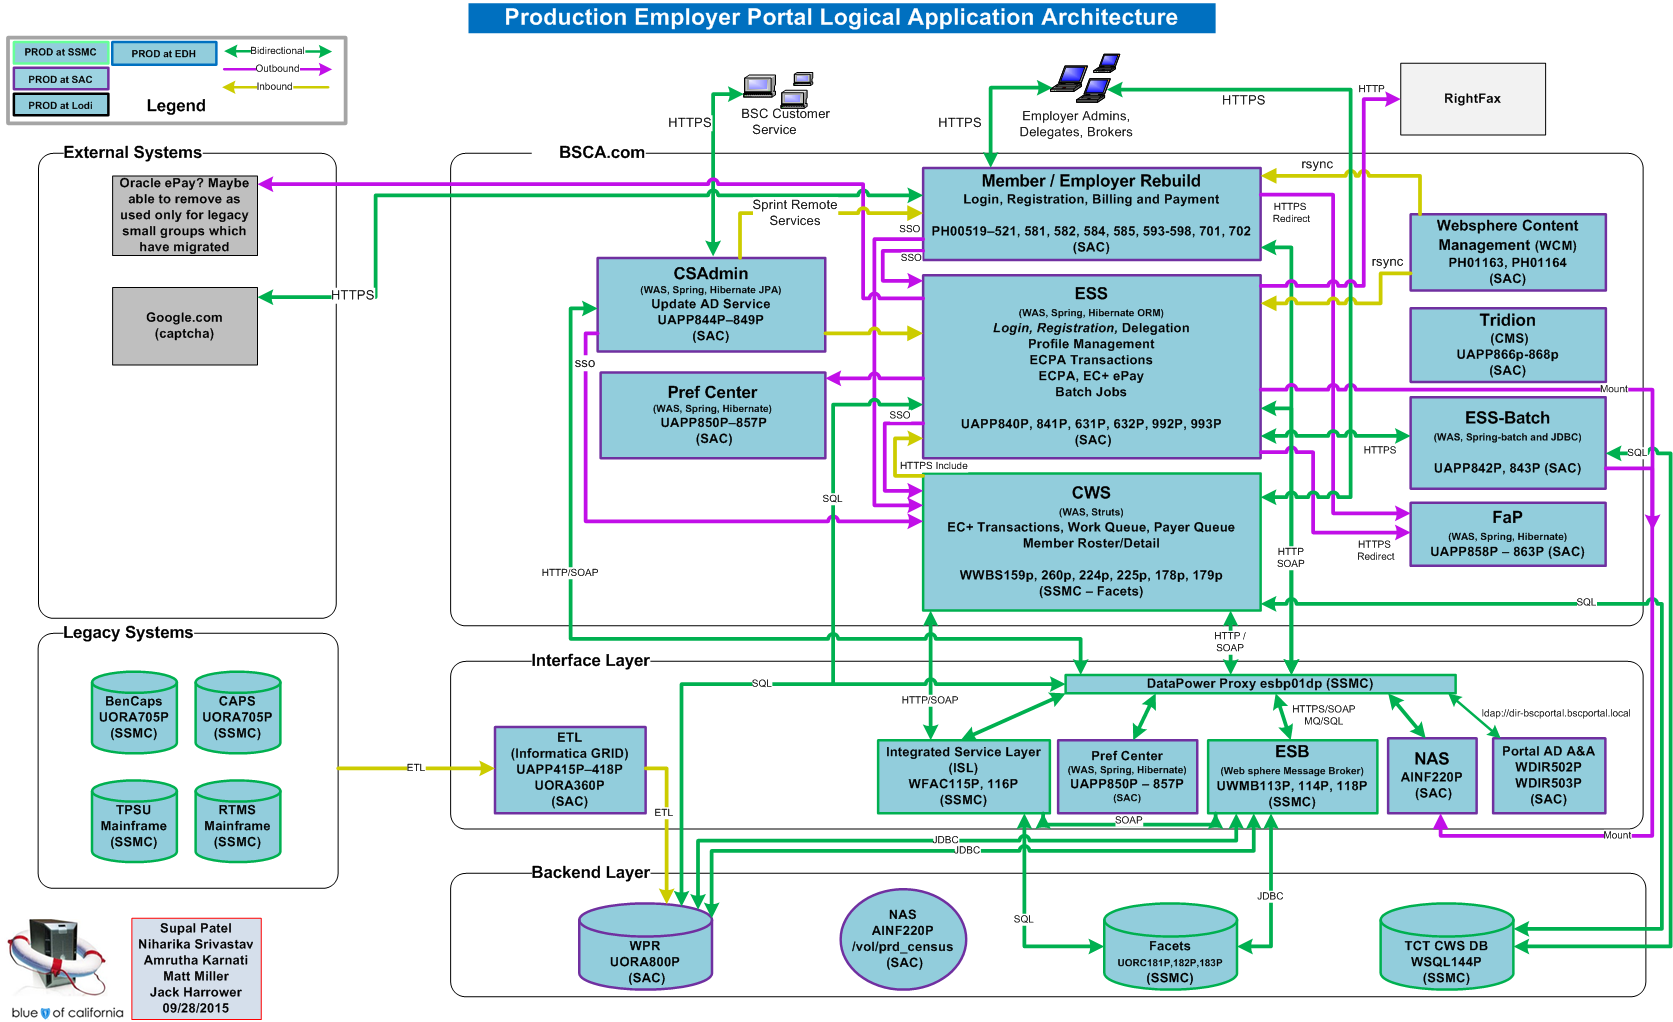 Production Employer Portal Logical Application Architecture
PROD at SSMC
PROD at EDH
PROD at SAC
PROD at Lodi
Bidirectional
Outbound
Inbound
Legend
BSC Customer
Service
HTTPS
Employer Admins,
Delegates, Brokers
HTTPS
HTTPS
HTTP
RightFax
External Systems
Oracle ePay? Maybe
able to remove as
used only for legacy
small groups which
have migrated
Google.com
(captcha)
HTTPS
BSCA.com
Member / Employer Rebuild
Login, Registration, Billing and Payment
PH00519–521, 581, 582, 584, 585, 593-598, 701, 702
(SAC)
rsync
HTTPS
Redirect
Sprint Remote
Services
SSO
SSO
Websphere Content
Management (WCM)
PH01163, PH01164
(SAC)
rsync
CSAdmin
(WAS, Spring, Hibernate JPA)
Update AD Service
UAPP844P–849P
(SAC)
sso
ESS
(WAS, Spring, Hibernate ORM)
Login, Registration, Delegation
Profile Management
ECPA Transactions
ECPA, EC+ ePay
Batch Jobs
UAPP840P, 841P, 631P, 632P, 992P, 993P
(SAC)
Tridion
(CMS)
UAPP866p-868p
(SAC)
Mount
Pref Center
(WAS, Spring, Hibernate)
UAPP850P–857P
(SAC)
SSO
HTTPS Include
SQL
ESS-Batch
(WAS, Spring-batch and JDBC)
UAPP842P, 843P (SAC)
HTTPS
SQL
CWS
(WAS, Struts)
EC+ Transactions, Work Queue, Payer Queue
Member Roster/Detail
WWBS159p, 260p, 224p, 225p, 178p, 179p
(SSMC – Facets)
FaP
(WAS, Spring, Hibernate)
UAPP858P – 863P (SAC)
HTTPS
Redirect
HTTP
SOAP
HTTP/SOAP
SQL
HTTP /
SOAP
Legacy Systems
BenCaps
UORA705P
(SSMC)
CAPS
UORA705P
(SSMC)
TPSU
Mainframe
(SSMC)
RTMS
Mainframe
(SSMC)
ETL
Interface Layer
DataPower Proxy esbp01dp (SSMC)
SQL
HTTP/SOAP
HTTPS/SOAP
MQ/SQL
ldap://dir-bscportal.bscportal.local
ETL
(Informatica GRID)
UAPP415P–418P
UORA360P
(SAC)
ETL
Integrated Service Layer
(ISL)
WFAC115P, 116P
(SSMC)
Pref Center
(WAS, Spring, Hibernate)
UAPP850P – 857P
(SAC)
ESB
(Web sphere Message Broker)
UWMB113P, 114P, 118P
(SSMC)
NAS
AINF220P
(SAC)
Portal AD A&A
WDIR502P
WDIR503P
(SAC)
SOAP
Mount
JDBC
JDBC
Backend Layer
JDBC
SQL
WPR
UORA800P
(SAC)
NAS
AINF220P
/vol/prd_census
(SAC)
Facets
UORC181P,182P,183P
(SSMC)
TCT CWS DB
WSQL144P
(SSMC)
Supal Patel
Niharika Srivastav
Amrutha Karnati
Matt Miller
Jack Harrower
09/28/2015
blue of california